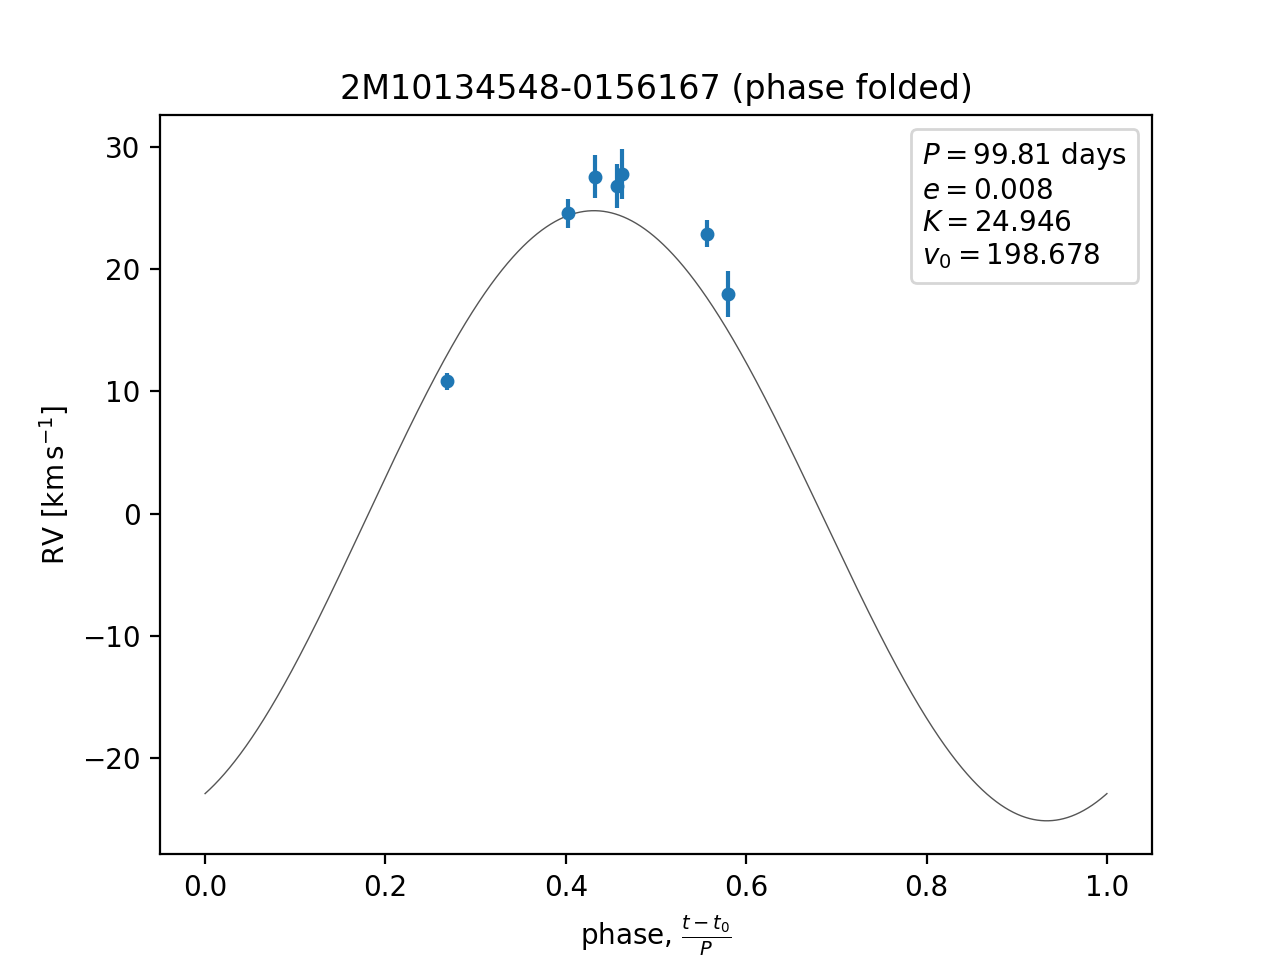 2M10134548-0156167 (phase folded)
P = 99.81 days
e = 0.008
K = 24.946
v₀ = 198.678
RV [km s⁻¹]
30
20
10
0
−10
−20
0.0 0.2 0.4 0.6 0.8 1.0
phase, (t − t₀)/P